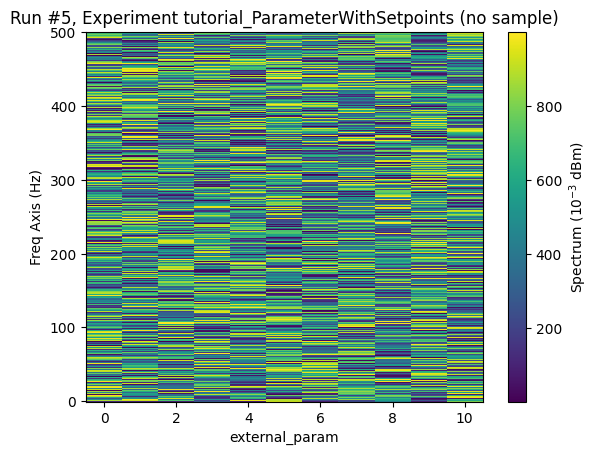 Run #5, Experiment tutorial_ParameterWithSetpoints (no sample)
500
400
300
200
100
0
Freq Axis (Hz)
0 2 4 6 8 10
external_param
800
600
400
200
Spectrum (10⁻³ dBm)